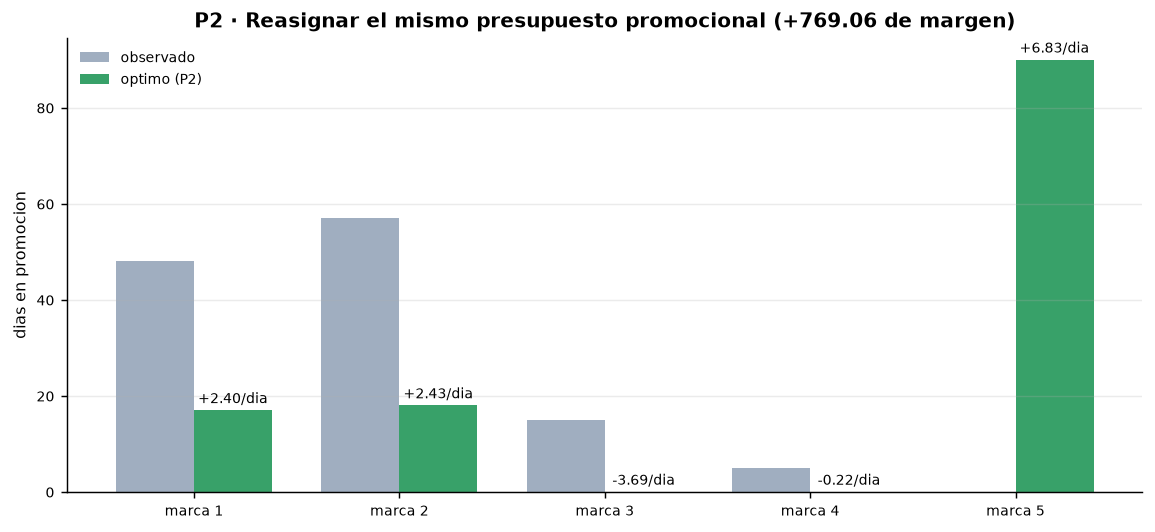 P2 · Reasignar el mismo presupuesto promocional (+769.06 de margen)
observado
optimo (P2)
dias en promocion
80
60
40
20
0
+2.40/dia
+2.43/dia
-3.69/dia
-0.22/dia
+6.83/dia
marca 1
marca 2
marca 3
marca 4
marca 5